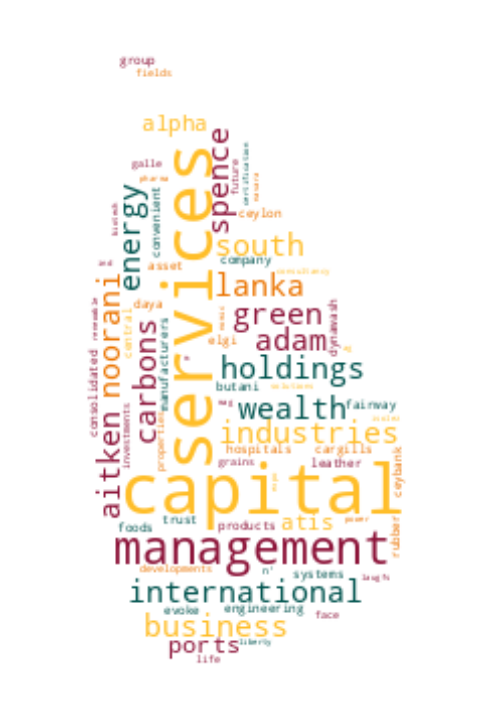 group
fields
alpha
services
spence
galle
pharma
energy
convenient
future
certification
masara
ceylon
south
company
consultancy
biotech
asset
lanka
noorani
renewable
consolidated
central
daya
carbons
manufacturers
green
dynawash
adam
elgi
holdings
butani
solutions
wealth
fairway
investments
aitken
properties
industries
hospitals
cargills
grains
leather
ceybank
capital
trust
foods
products
atis
power
rubber
management
developments
n'
systems
laugfs
international
evoke
engineering
face
business
ports
liberty
life